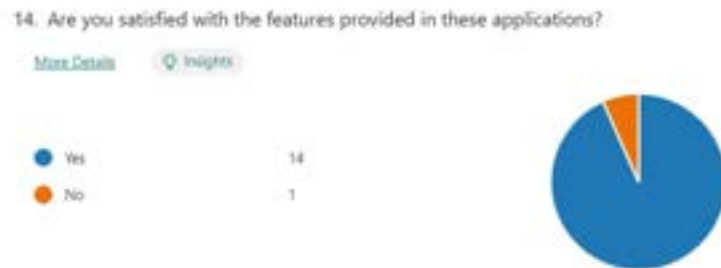 14. Are you satisfied with the features provided in these applications?
More Details Insights
Yes 14
No 1